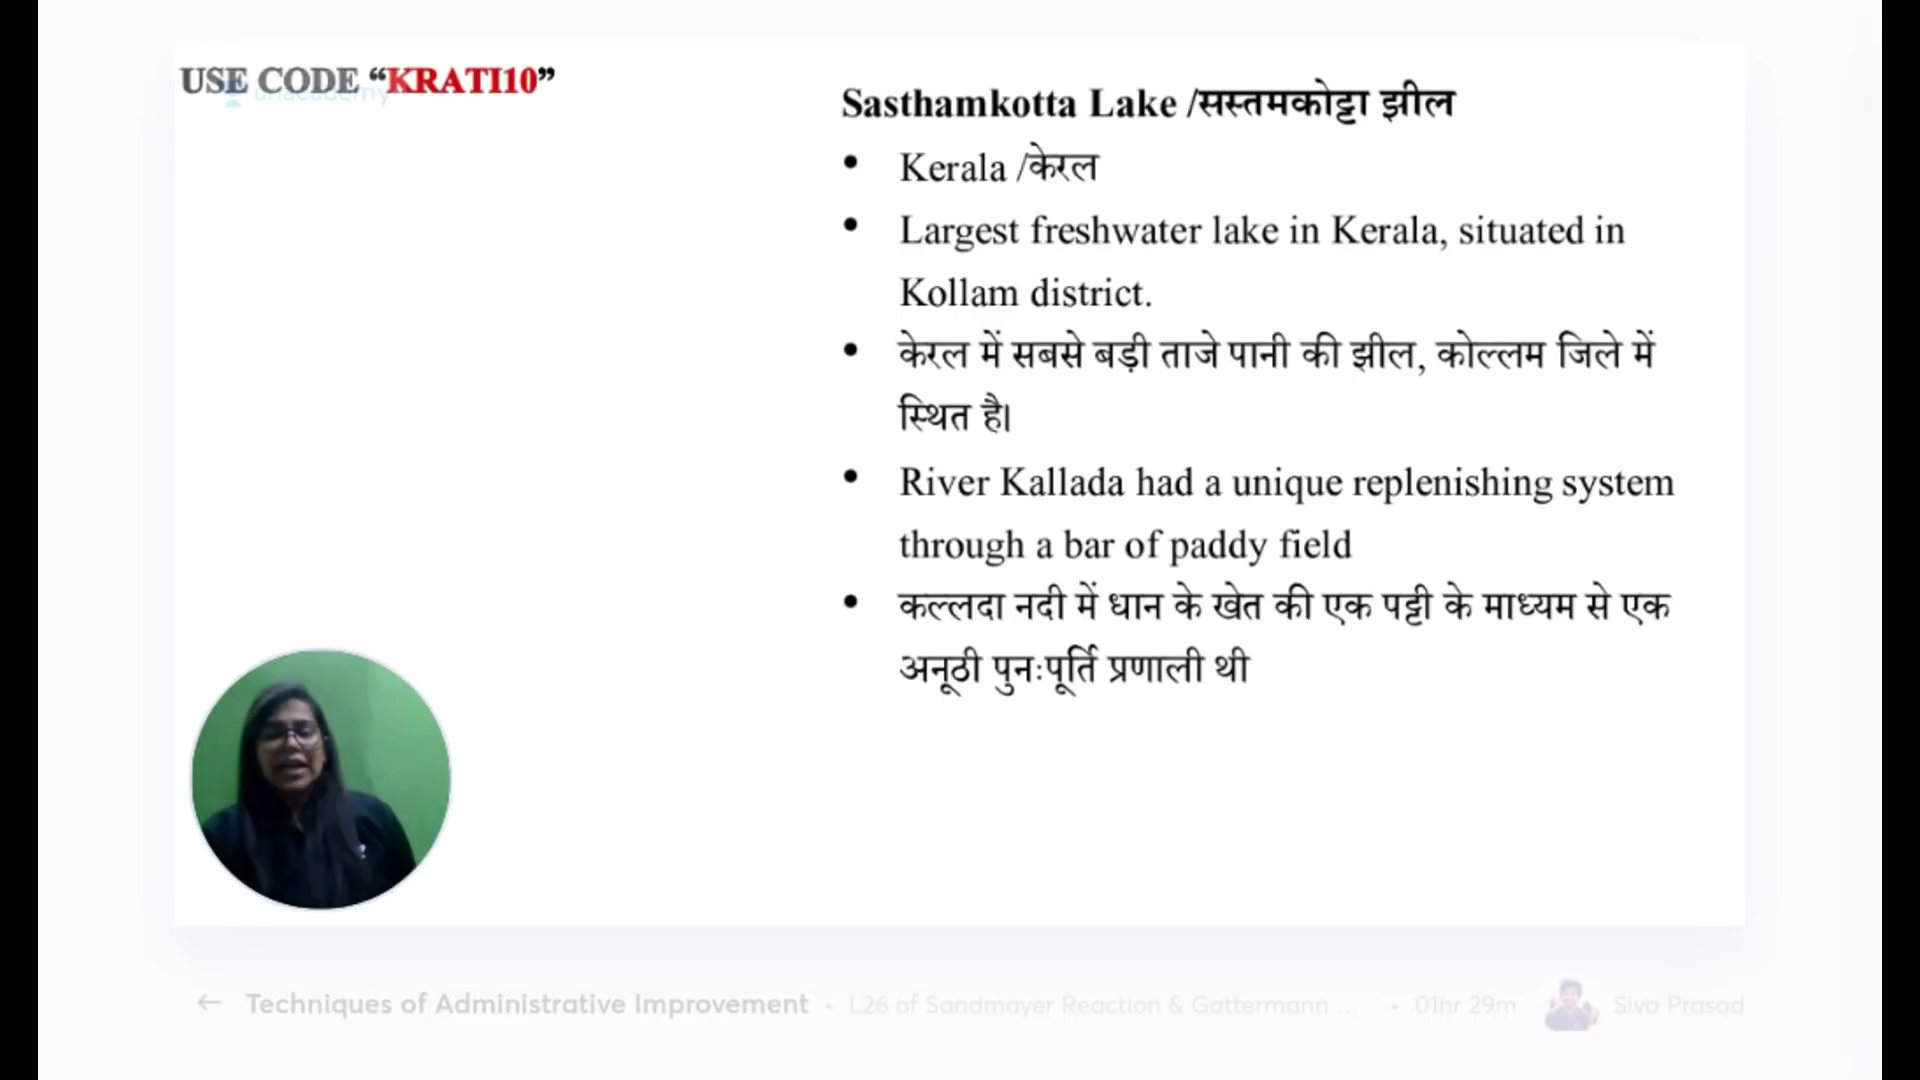 USE CODE “KRATI10”
unacademy
Sasthamkotta Lake /सस्तमकोट्टा झील
• Kerala /केरल
• Largest freshwater lake in Kerala, situated in
Kollam district.
• केरल में सबसे बड़ी ताजे पानी की झील, कोल्लम जिले में
स्थित है।
• River Kallada had a unique replenishing system
through a bar of paddy field
• कल्लदा नदी में धान के खेत की एक पट्टी के माध्यम से एक
अनूठी पुनःपूर्ति प्रणाली थी
← Techniques of Administrative Improvement • L26 of Sandmayer Reaction & Gattermann ... • 01hr 29m Siva Prasad